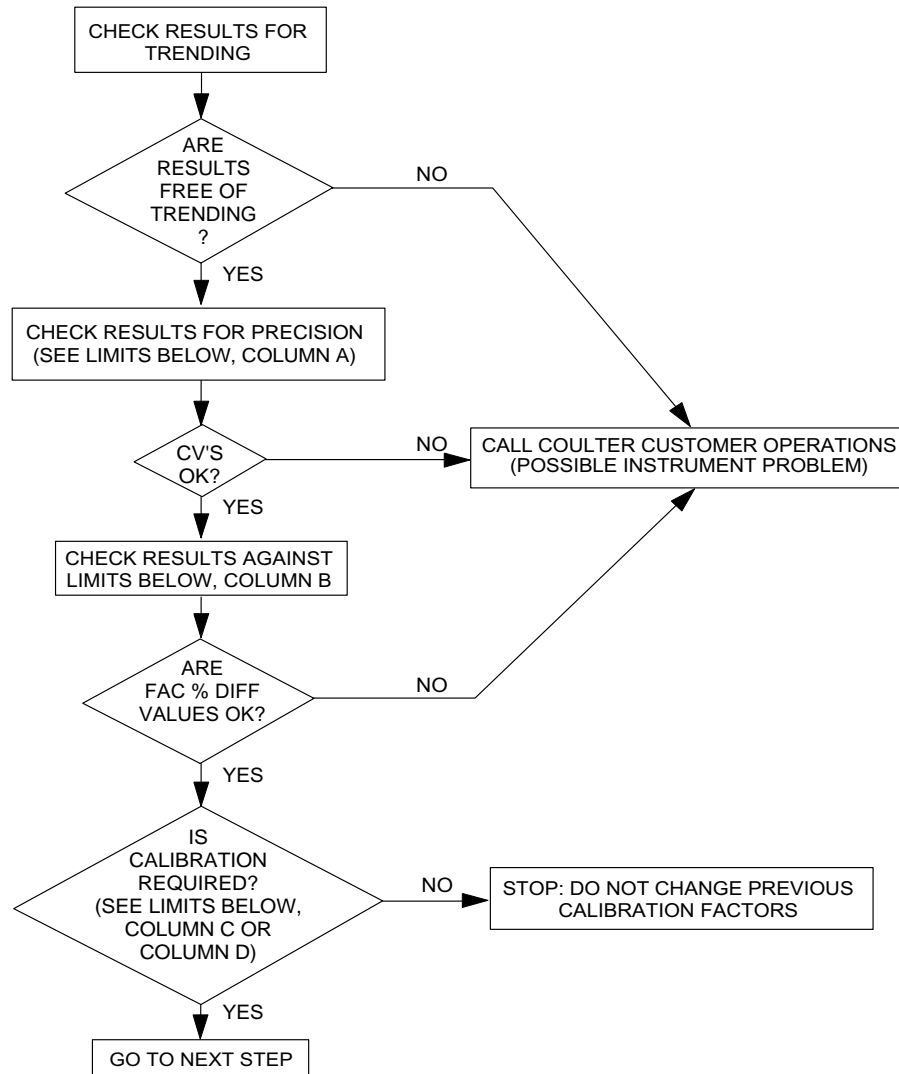 CHECK RESULTS FOR
TRENDING
ARE
RESULTS
FREE OF
TRENDING
?
NO
YES
CHECK RESULTS FOR PRECISION
(SEE LIMITS BELOW, COLUMN A)
CV'S
OK?
NO
CALL COULTER CUSTOMER OPERATIONS
(POSSIBLE INSTRUMENT PROBLEM)
YES
CHECK RESULTS AGAINST
LIMITS BELOW, COLUMN B
ARE
FAC % DIFF
VALUES OK?
NO
YES
IS
CALIBRATION
REQUIRED?
(SEE LIMITS BELOW,
COLUMN C OR
COLUMN D)
NO
STOP: DO NOT CHANGE PREVIOUS
CALIBRATION FACTORS
YES
GO TO NEXT STEP